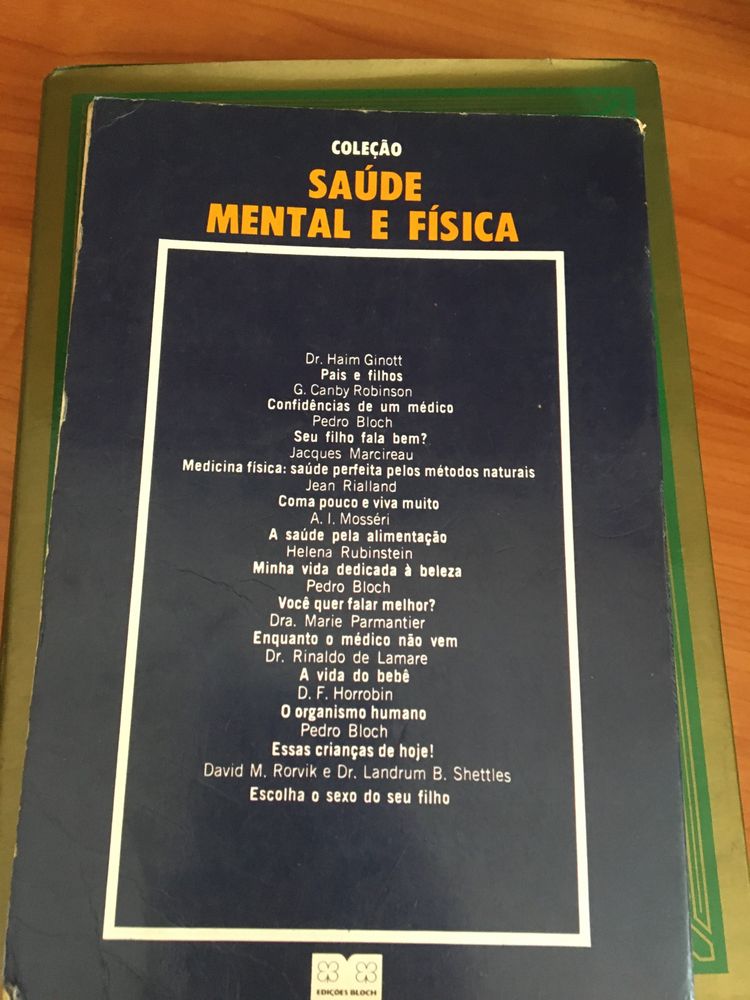 COLEÇÃO
SAÚDE
MENTAL E FÍSICA
Dr. Haim Ginott
Pais e filhos
G. Canby Robinson
Confidências de um médico
Pedro Bloch
Seu filho fala bem?
Jacques Marcireau
Medicina física: saúde perfeita pelos métodos naturais
Jean Rialland
Coma pouco e viva muito
A. I. Mosséri
A saúde pela alimentação
Helena Rubinstein
Minha vida dedicada à beleza
Pedro Bloch
Você quer falar melhor?
Dra. Marie Parmantier
Enquanto o médico não vem
Dr. Rinaldo de Lamare
A vida do bebê
D. F. Horrobin
O organismo humano
Pedro Bloch
Essas crianças de hoje!
David M. Rorvik e Dr. Landrum B. Shettles
Escolha o sexo do seu filho
EDIÇÕES BLOCH